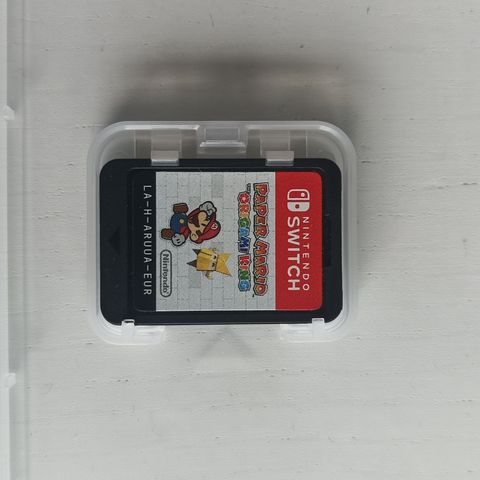 NINTENDO
SWITCH
PAPER MARIO
THE ORIGAMI KING
Nintendo
LA-H-ARUUA-EUR